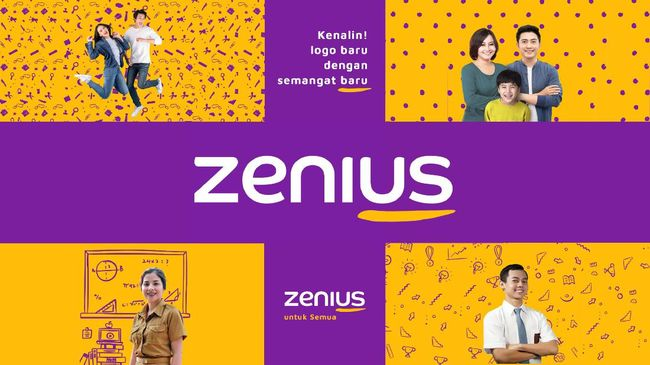 Kenalin!
logo baru
dengan
semangat baru
zenius
zenius
untuk Semua